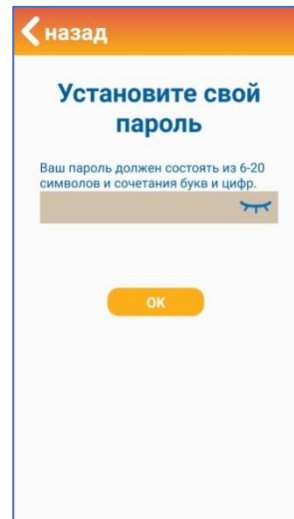 назад
Установите свой
пароль
Ваш пароль должен состоять из 6-20
символов и сочетания букв и цифр.
OK